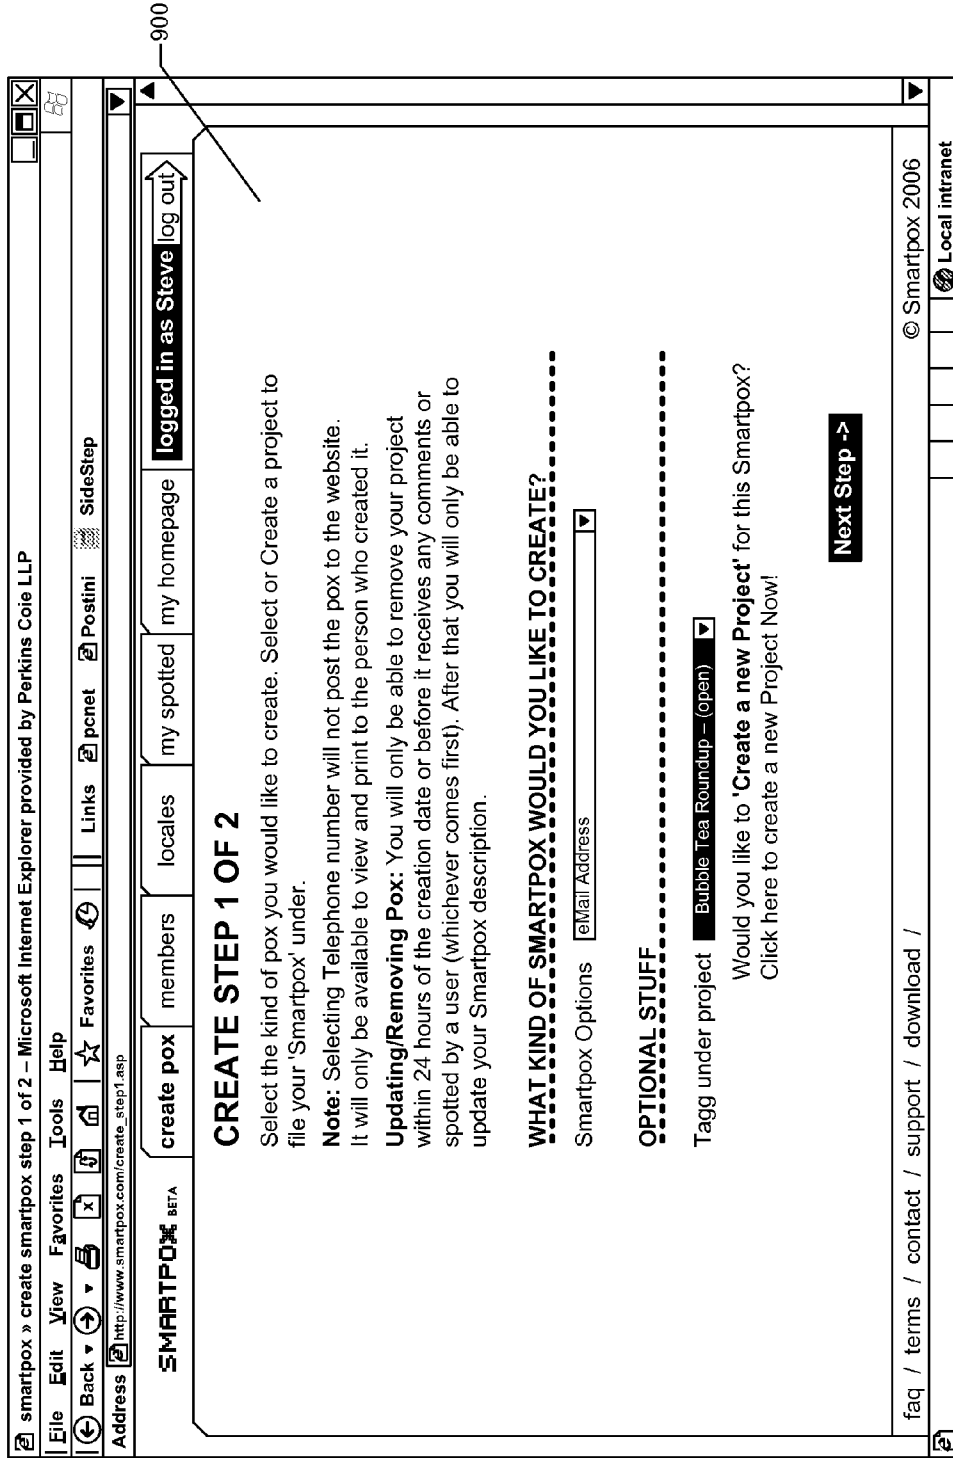 smartpox » create smartpox step 1 of 2 – Microsoft Internet Explorer provided by Perkins Coie LLP
File Edit View Favorites Tools Help
Back Favorites Links pcnet Postini SideStep
Address http://www.smartpox.com/create_step1.asp
SMARTPOX BETA create pox members locales my spotted my homepage logged in as Steve log out
900
CREATE STEP 1 OF 2
Select the kind of pox you would like to create. Select or Create a project to
file your 'Smartpox' under.
Note: Selecting Telephone number will not post the pox to the website.
It will only be available to view and print to the person who created it.
Updating/Removing Pox: You will only be able to remove your project
within 24 hours of the creation date or before it receives any comments or
spotted by a user (whichever comes first). After that you will only be able to
update your Smartpox description.
WHAT KIND OF SMARTPOX WOULD YOU LIKE TO CREATE?
Smartpox Options eMail Address
OPTIONAL STUFF
Tagg under project Bubble Tea Roundup – (open)
Would you like to 'Create a new Project' for this Smartpox?
Click here to create a new Project Now!
Next Step ->
faq / terms / contact / support / download / © Smartpox 2006
Local intranet